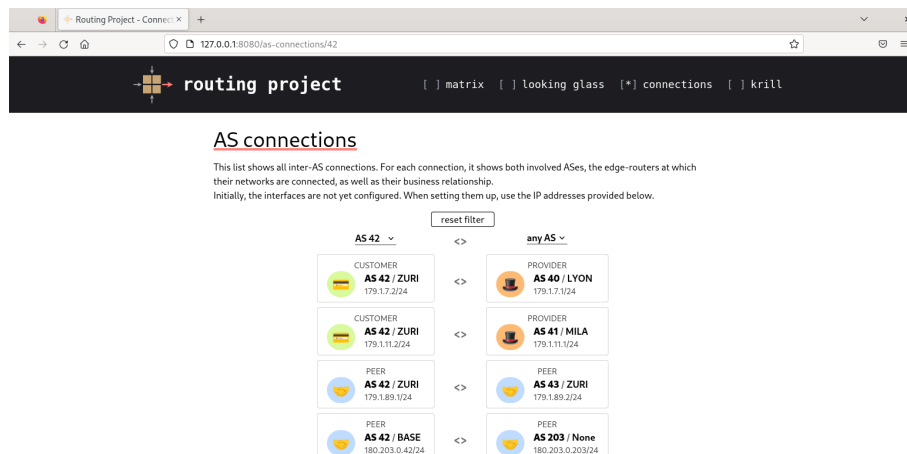 Routing Project - Connect
127.0.0.1:8080/as-connections/42
routing project
[ ] matrix [ ] looking glass [*] connections [ ] krill
AS connections
This list shows all inter-AS connections. For each connection, it shows both involved ASes, the edge-routers at which
their networks are connected, as well as their business relationship.
Initially, the interfaces are not yet configured. When setting them up, use the IP addresses provided below.
reset filter
AS 42 <> any AS
CUSTOMER PROVIDER
AS 42 / ZURI <> AS 40 / LYON
179.1.7.2/24 179.1.7.1/24
CUSTOMER PROVIDER
AS 42 / ZURI <> AS 41 / MILA
179.1.11.2/24 179.1.11.1/24
PEER PEER
AS 42 / ZURI <> AS 43 / ZURI
179.1.89.1/24 179.1.89.2/24
PEER PEER
AS 42 / BASE <> AS 203 / None
180.203.0.42/24 180.203.0.203/24